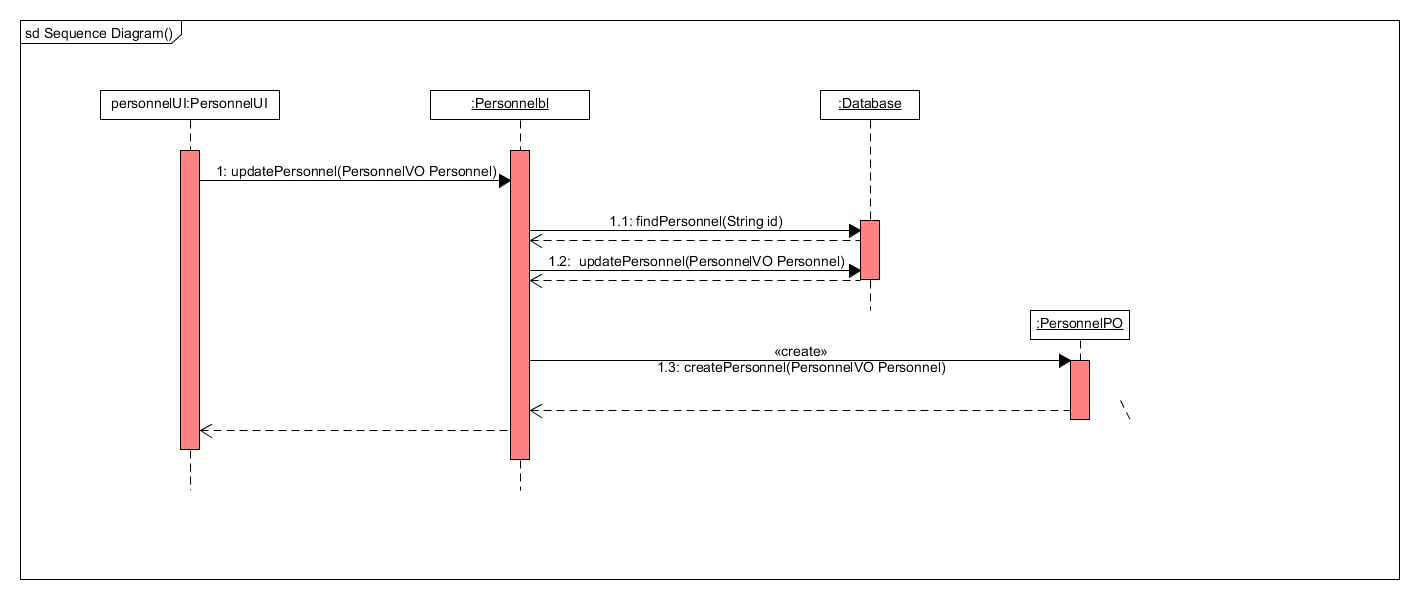 sd Sequence Diagram()
personnelUI:PersonnelUI
:Personnelbl
:Database
1: updatePersonnel(PersonnelVO Personnel)
1.1: findPersonnel(String id)
1.2:  updatePersonnel(PersonnelVO Personnel)
:PersonnelPO
«create»
1.3: createPersonnel(PersonnelVO Personnel)